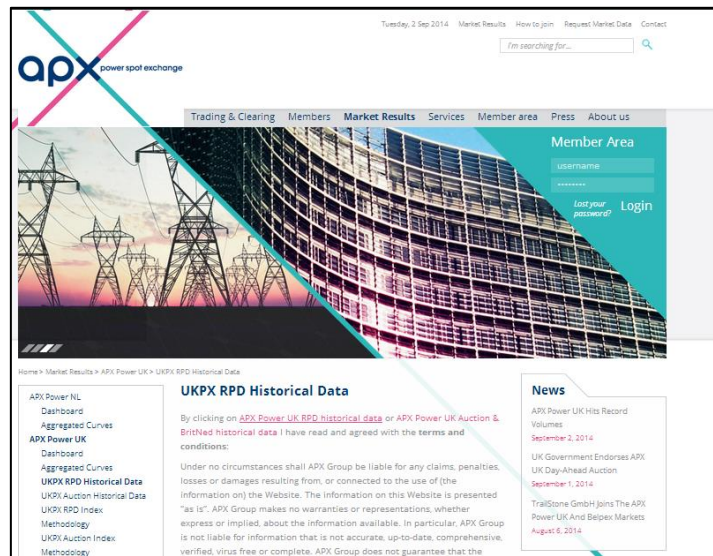 Tuesday, 2 Sep 2014 Market Results How to join Request Market Data Contact
I'm searching for...
apx power spot exchange
Trading & Clearing Members Market Results Services Member area Press About us
Member Area
username
••••••••
Lost your
password?
Login
Home > Market Results > APX Power UK > UKPX RPD Historical Data
APX Power NL
Dashboard
Aggregated Curves
APX Power UK
Dashboard
Aggregated Curves
UKPX RPD Historical Data
UKPX Auction Historical Data
UKPX RPD Index
Methodology
UKPX Auction Index
Methodology
UKPX RPD Historical Data
By clicking on APX Power UK RPD historical data or APX Power UK Auction &
BritNed historical data I have read and agreed with the terms and
conditions:
Under no circumstances shall APX Group be liable for any claims, penalties,
losses or damages resulting from, or connected to the use of (the
information on) the Website. The information on this Website is presented
"as is". APX Group makes no warranties or representations, whether
express or implied, about the information available. In particular, APX Group
is not liable for information that is not accurate, up-to-date, comprehensive,
verified, virus free or complete. APX Group does not guarantee that the
News
APX Power UK Hits Record
Volumes
September 2, 2014
UK Government Endorses APX
UK Day-Ahead Auction
September 1, 2014
TrailStone GmbH Joins The APX
Power UK And Belpex Markets
August 6, 2014